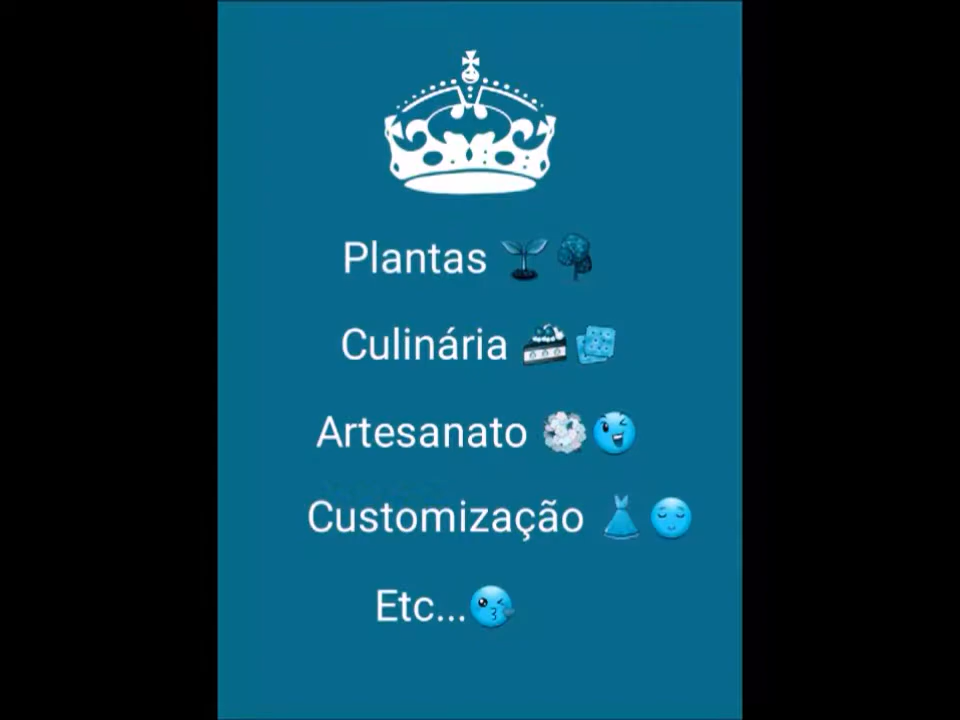 Plantas 🌱🌳
Culinária 🍰🍪
Artesanato 💮😉
Customização 👗😌
Etc...😘